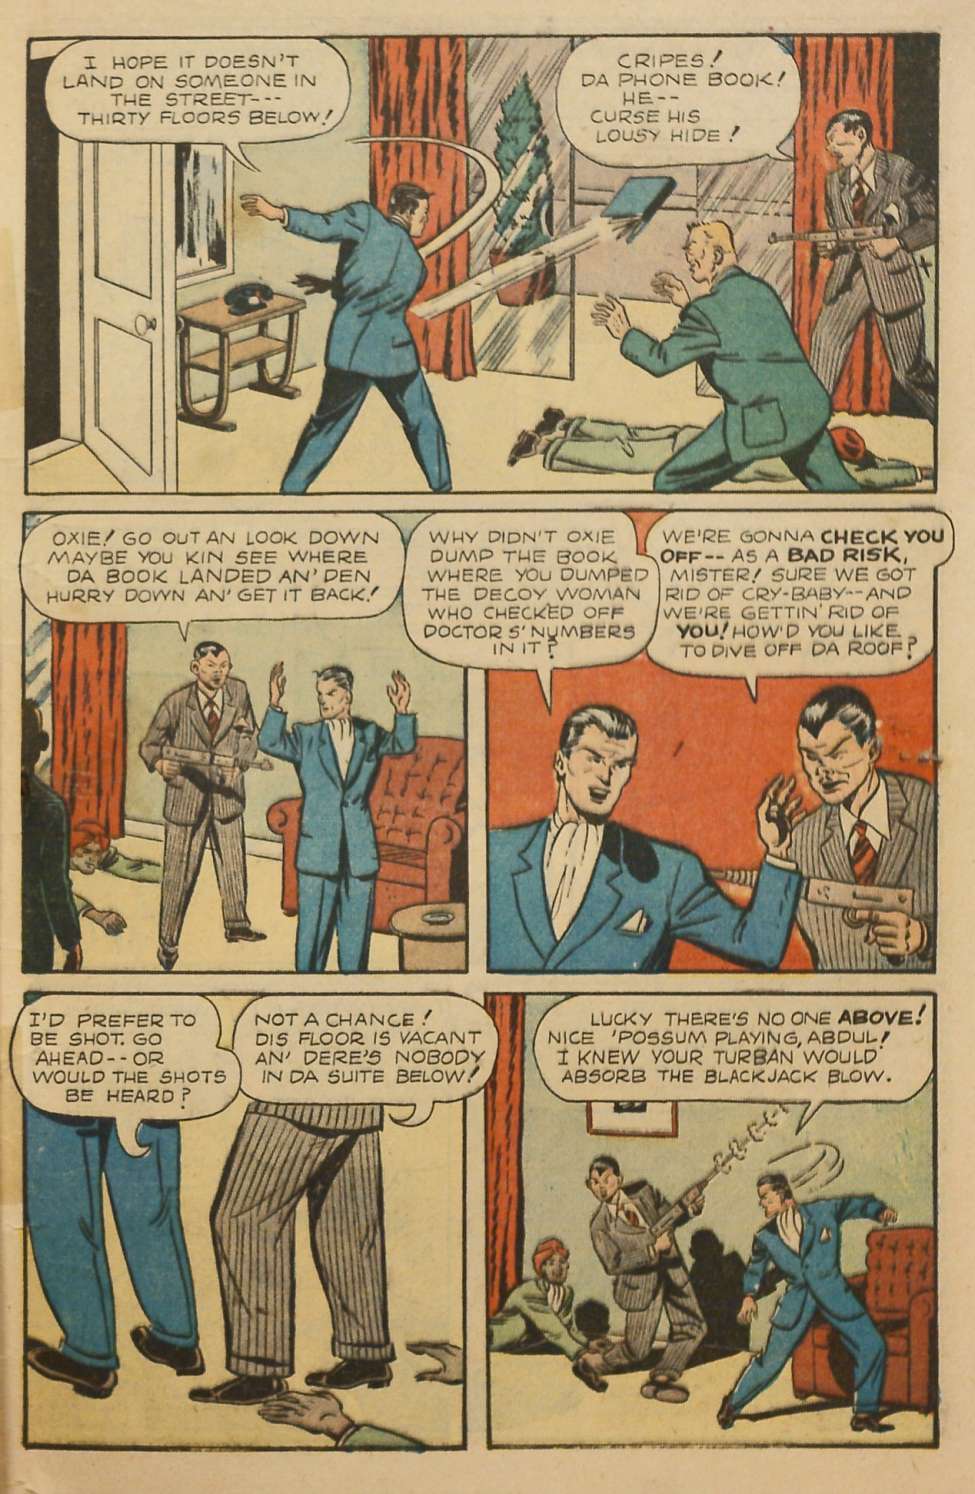 I HOPE IT DOESN'T
LAND ON SOMEONE IN
THE STREET---
THIRTY FLOORS BELOW!
CRIPES!
DA PHONE BOOK!
HE--
CURSE HIS
LOUSY HIDE!
OXIE! GO OUT AN LOOK DOWN
MAYBE YOU KIN SEE WHERE
DA BOOK LANDED AN' DEN
HURRY DOWN AN' GET IT BACK!
WHY DIDN'T OXIE
DUMP THE BOOK
WHERE YOU DUMPED
THE DECOY WOMAN
WHO CHECKED OFF
DOCTORS' NUMBERS
IN IT?
WE'RE GONNA CHECK YOU
OFF-- AS A BAD RISK,
MISTER! SURE WE GOT
RID OF CRY-BABY--AND
WE'RE GETTIN' RID OF
YOU! HOW'D YOU LIKE
TO DIVE OFF DA ROOF?
I'D PREFER TO
BE SHOT. GO
AHEAD--OR
WOULD THE SHOTS
BE HEARD?
NOT A CHANCE!
DIS FLOOR IS VACANT
AN' DERE'S NOBODY
IN DA SUITE BELOW!
LUCKY THERE'S NO ONE ABOVE!
NICE 'POSSUM PLAYING, ABDUL!
I KNEW YOUR TURBAN WOULD
ABSORB THE BLACKJACK BLOW.